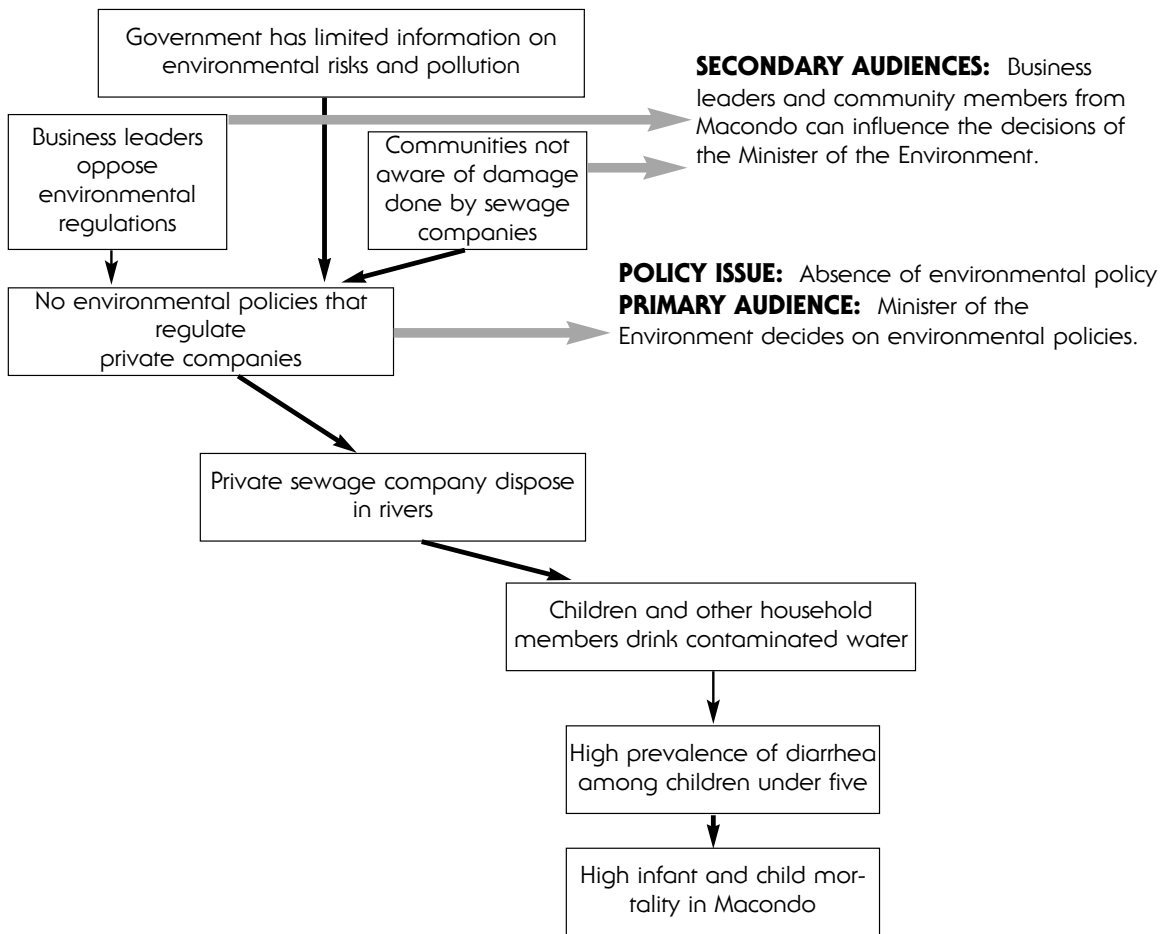 Government has limited information on
environmental risks and pollution
SECONDARY AUDIENCES: Business
leaders and community members from
Macondo can influence the decisions of
the Minister of the Environment.
Business leaders
oppose
environmental
regulations
Communities not
aware of damage
done by sewage
companies
POLICY ISSUE: Absence of environmental policy
PRIMARY AUDIENCE: Minister of the
Environment decides on environmental policies.
No environmental policies that
regulate
private companies
Private sewage company dispose
in rivers
Children and other household
members drink contaminated water
High prevalence of diarrhea
among children under five
High infant and child mor-
tality in Macondo